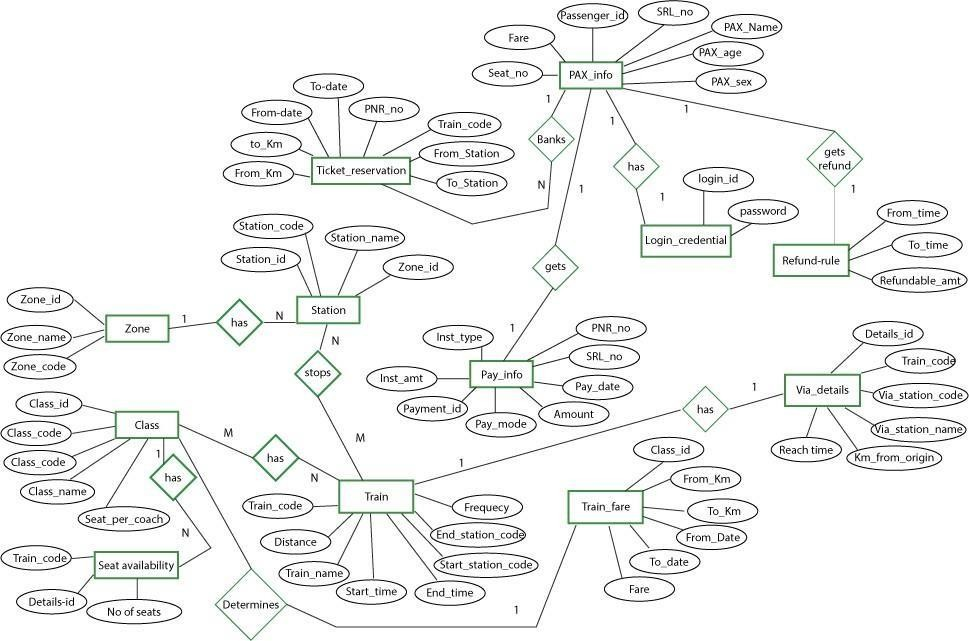 Passenger_id
SRL_no
PAX_Name
Fare
PAX_age
Seat_no
PAX_info
PAX_sex
1
1
1
To-date
From-date
PNR_no
Train_code
to_Km
From_Station
From_Km
Ticket_reservation
To_Station
Banks
N
has
1
1
gets
refund
1
login_id
password
Login_credential
From_time
To_time
Refund-rule
Refundable_amt
Station_code
Station_name
Station_id
Zone_id
Station
N
gets
1
Zone_id
Zone_name
Zone_code
Zone
1
has
N
stops
M
Inst_type
PNR_no
SRL_no
Inst_amt
Pay_info
Pay_date
Payment_id
Pay_mode
Amount
Details_id
Train_code
Via_details
Via_station_code
Via_station_name
Reach time
Km_from_origin
1
has
1
Class_id
Class_code
Class_code
Class_name
Class
Seat_per_coach
M
has
N
1
has
N
Train_code
Distance
Train_name
Start_time
Train
Frequecy
End_station_code
Start_station_code
End_time
Class_id
From_Km
To_Km
Train_fare
From_Date
To_date
Fare
Train_code
Seat availability
Details-id
No of seats
Determines
1